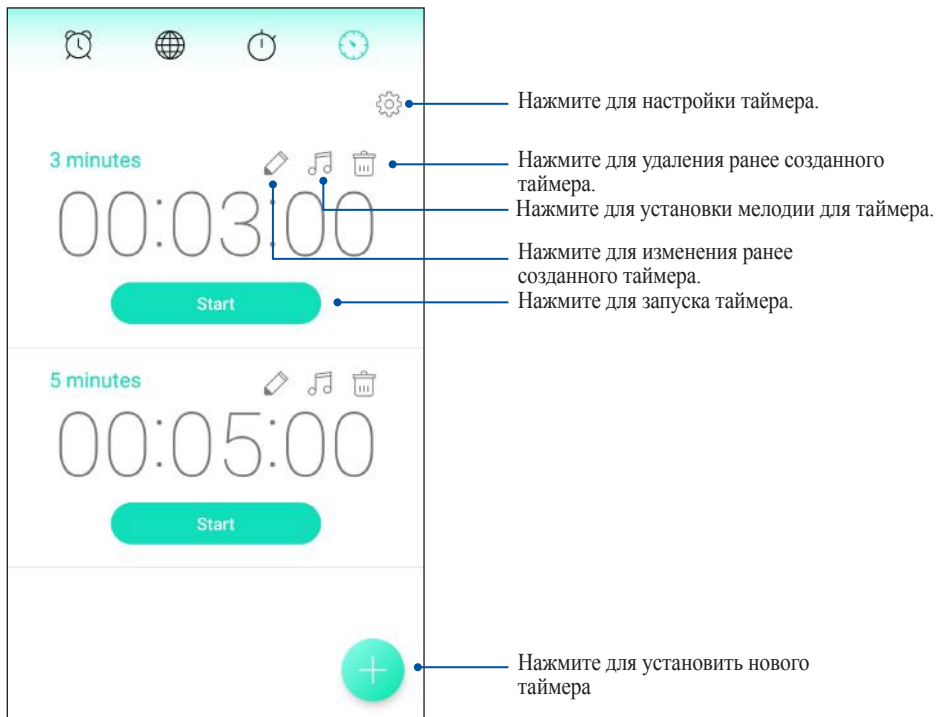 Нажмите для настройки таймера.
3 minutes
Нажмите для удаления ранее созданного
таймера.
00:03:00
Нажмите для установки мелодии для таймера.
Нажмите для изменения ранее
созданного таймера.
Start
Нажмите для запуска таймера.
5 minutes
00:05:00
Start
Нажмите для установить нового
таймера